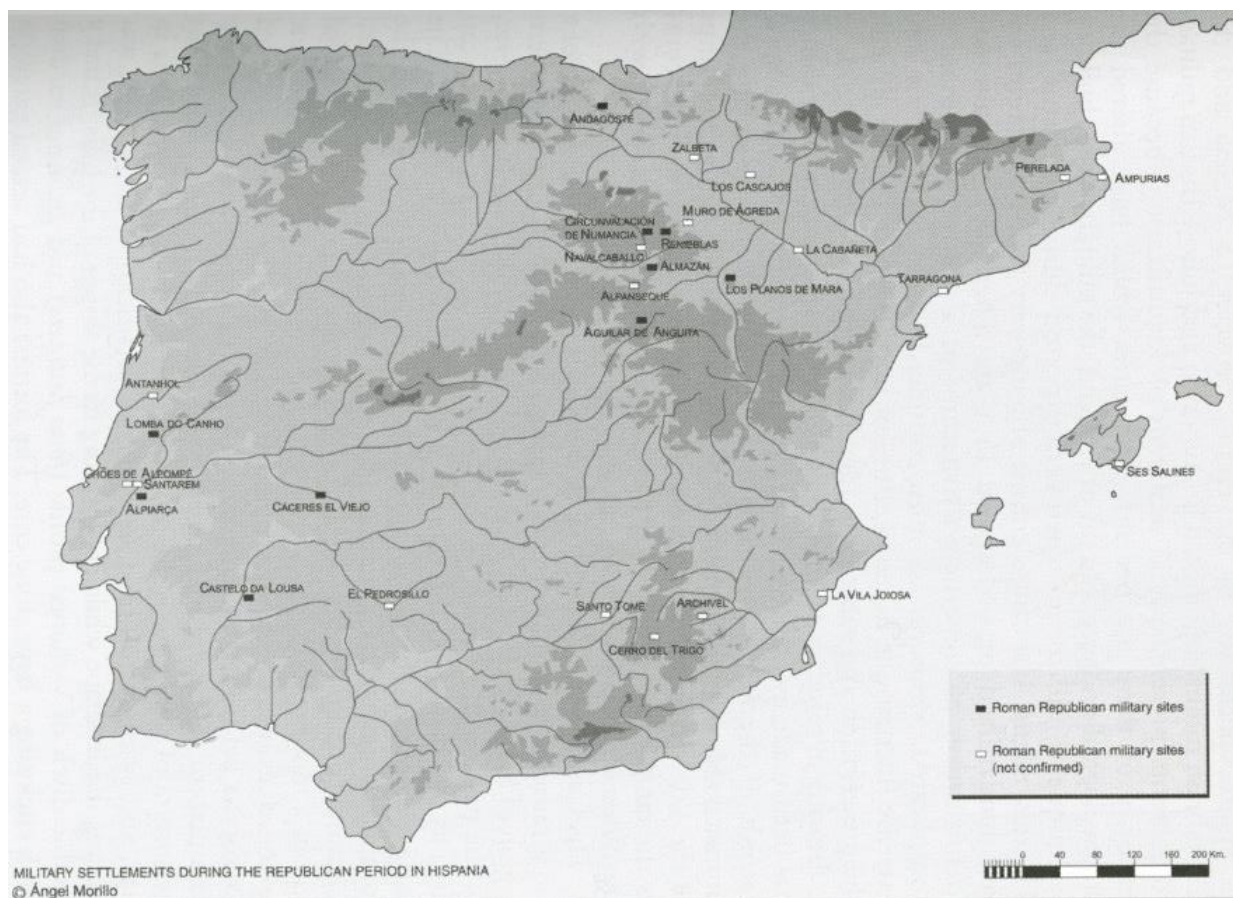 ANDAGOSTE
ZALBETA
LOS CASCAJOS
PERELADA
AMPURIAS
MURO DE ÁGREDA
CIRCUNVALACIÓN
DE NUMANCIA
RENIEBLAS
NAVALCABALLO
LA CABAÑETA
ALMAZÁN
ALPANSEQUE
LOS PLANOS DE MARA
TARRAGONA
AGUILAR DE ANGUITA
ANTANHOL
LOMBA DO CANHO
CHÕES DE ALPOMPÉ
SANTAREM
ALPIARÇA
CÁCERES EL VIEJO
SES SALINES
CASTELO DA LOUSA
EL PEDROSILLO
SANTO TOMÉ
ARCHIVEL
LA VILA JOIOSA
CERRO DEL TRIGO
Roman Republican military sites
Roman Republican military sites
(not confirmed)
0 40 80 120 160 200 Km.
MILITARY SETTLEMENTS DURING THE REPUBLICAN PERIOD IN HISPANIA
© Ángel Morillo